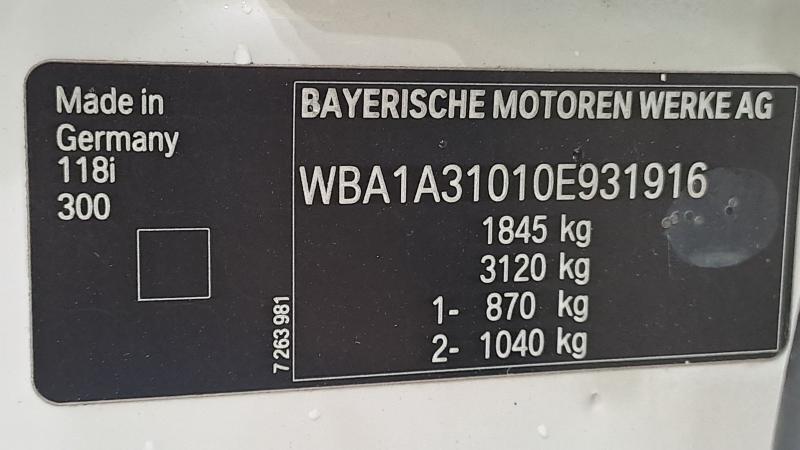 Made in
Germany
118i
300
7 263 981
BAYERISCHE MOTOREN WERKE AG
WBA1A31010E931916
1845 kg
3120 kg
1- 870 kg
2- 1040 kg